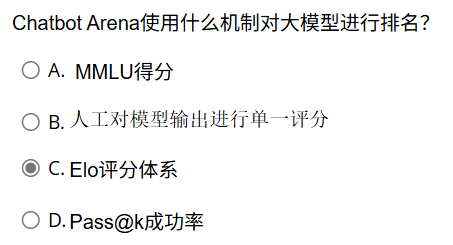 Chatbot Arena使用什么机制对大模型进行排名?
A. MMLU得分
B. 人工对模型输出进行单一评分
C. Elo评分体系
D. Pass@k成功率